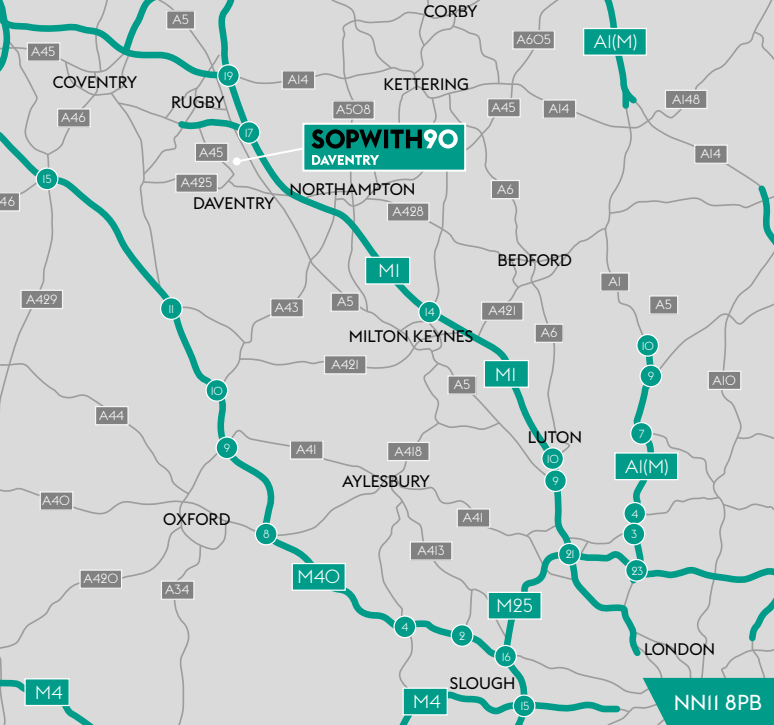 CORBY
A5
A605
A1(M)
A45
COVENTRY
19
A14
KETTERING
RUGBY
A508
A45
A14
A148
A46
17
SOPWITH90
DAVENTRY
A45
A14
15
A425
NORTHAMPTON
A6
46
DAVENTRY
A428
BEDFORD
M1
A1
A429
A43
A5
A5
11
14
A421
MILTON KEYNES
A6
10
A421
M1
9
A5
A10
10
A44
7
LUTON
9
A41
A418
10
A1(M)
AYLESBURY
9
A40
OXFORD
A41
4
8
3
A413
21
23
A420
M40
A34
M25
4
2
16
LONDON
SLOUGH
M4
M4
15
NN11 8PB